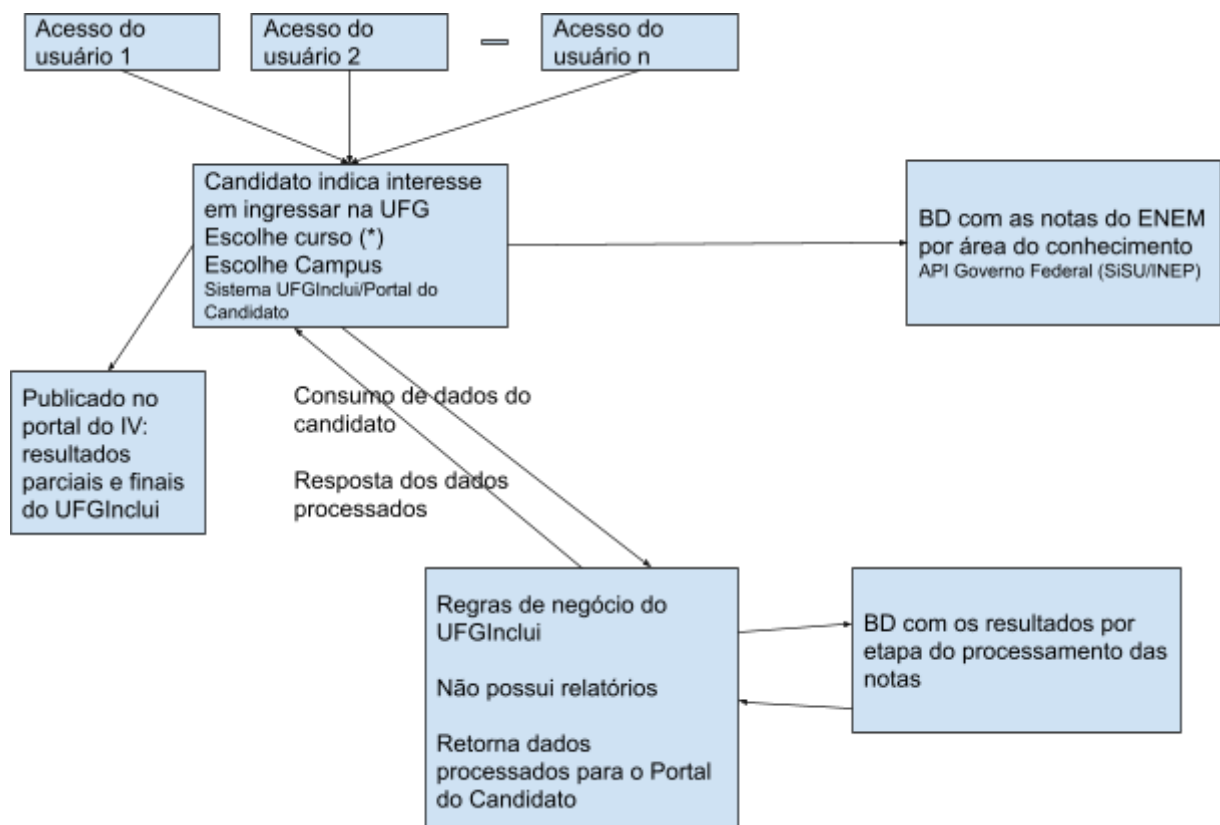 Acesso do
usuário 1
Acesso do
usuário 2
Acesso do
usuário n
Candidato indica interesse
em ingressar na UFG
Escolhe curso (*)
Escolhe Campus
Sistema UFGInclui/Portal do
Candidato
BD com as notas do ENEM
por área do conhecimento
API Governo Federal (SiSU/INEP)
Publicado no
portal do IV:
resultados
parciais e finais
do UFGInclui
Consumo de dados do
candidato
Resposta dos dados
processados
Regras de negócio do
UFGInclui
Não possui relatórios
Retorna dados
processados para o Portal
do Candidato
BD com os resultados por
etapa do processamento das
notas